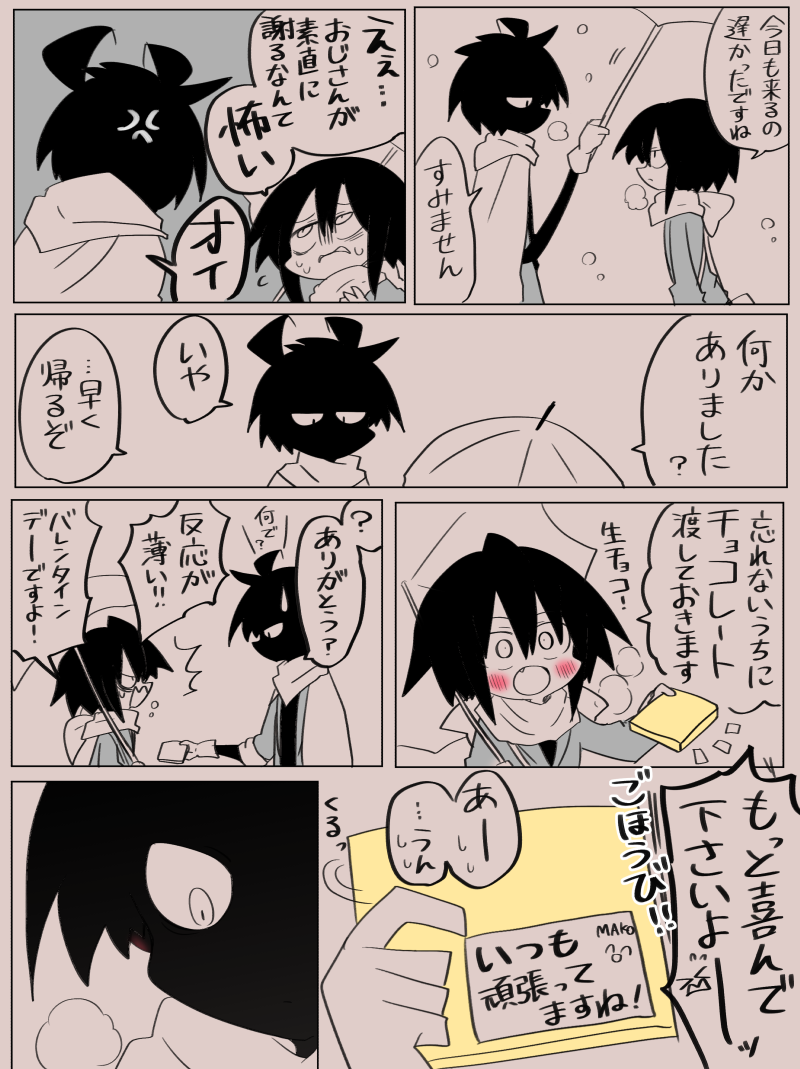 今日も来るの
遅かったですね
すみません
ええ…
おじさんが
素直に
謝るなんて
怖い
オイ
何か
ありました
?
いや
…早く
帰るぞ
忘れないうちに
チョコレート
渡しておきます
生チョコ!
?
ありがとう?
何で?
反応が
薄い!!
バレンタイン
デーですよ!
もっと喜んで
下さいよーッ
ごほうび!!
あー
…うん
くるっ
MAKO
いつも
頑張って
ますね!